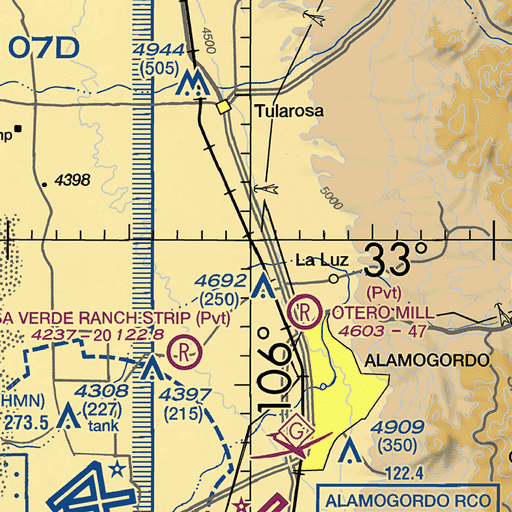 07D
4944
(505)
4500
Tularosa
mp
4398
5000
La Luz
33°
4692
(250)
(Pvt)
OTERO MILL
4603 - 47
R
SA VERDE RANCH STRIP (Pvt)
4237 - 20 122.8
R
106°
ALAMOGORDO
4397
(215)
4308
(227)
tank
HMN)
273.5
G
4909
(350)
122.4
ALAMOGORDO RCO